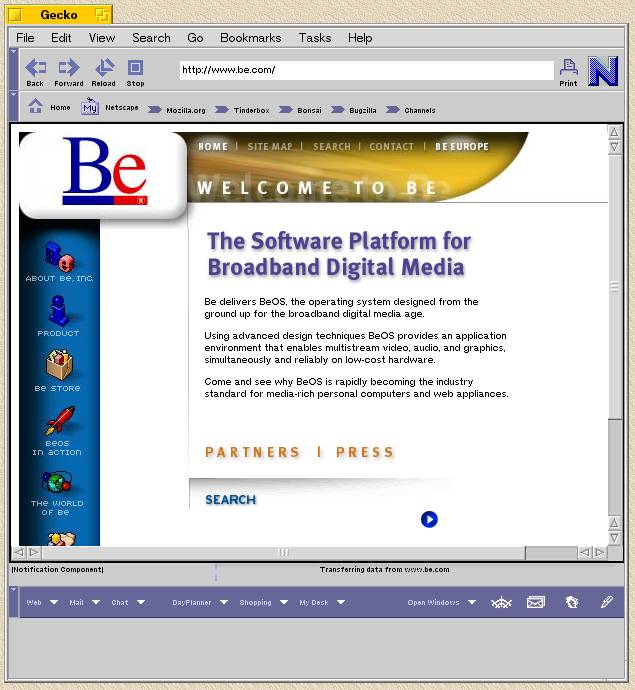 Gecko
File Edit View Search Go Bookmarks Tasks Help
http://www.be.com/
Back Forward Reload Stop Print
N
My
Home Netscape Mozilla.org Tinderbox Bonsai Bugzilla Channels
HOME | SITE MAP | SEARCH | CONTACT | BE EUROPE
Be
®
WELCOME TO BE
The Software Platform for
Broadband Digital Media
ABOUT BE, INC.
Be delivers BeOS, the operating system designed from the
ground up for the broadband digital media age.
PRODUCT
Using advanced design techniques BeOS provides an application
environment that enables multistream video, audio, and graphics,
simultaneously and reliably on low-cost hardware.
BE STORE
Come and see why BeOS is rapidly becoming the industry
standard for media-rich personal computers and web appliances.
BEOS
IN ACTION
PARTNERS | PRESS
THE WORLD
OF BE
SEARCH
(Notification Component) Transferring data from www.be.com
Web Mail Chat DayPlanner Shopping My Desk Open Windows